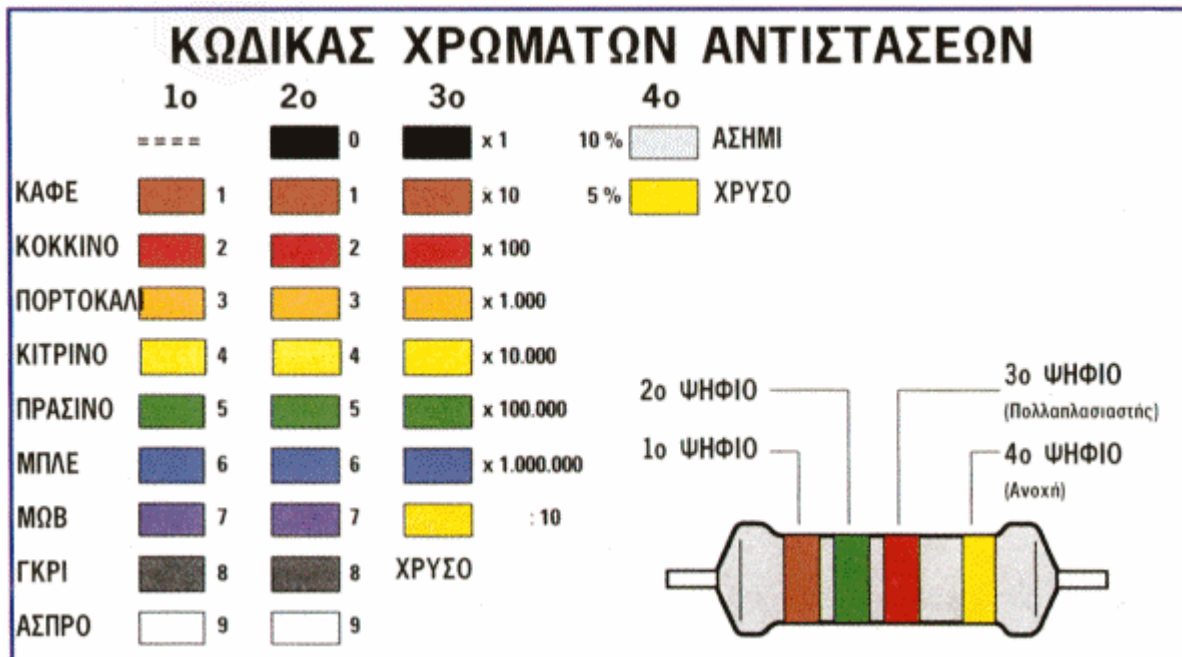 ΚΩΔΙΚΑΣ ΧΡΩΜΑΤΩΝ ΑΝΤΙΣΤΑΣΕΩΝ
1ο 2ο 3ο 4ο
==== 0 x 1 10 % ΑΣΗΜΙ
ΚΑΦΕ 1 1 x 10 5 % ΧΡΥΣΟ
ΚΟΚΚΙΝΟ 2 2 x 100
ΠΟΡΤΟΚΑΛΙ 3 3 x 1.000
ΚΙΤΡΙΝΟ 4 4 x 10.000
ΠΡΑΣΙΝΟ 5 5 x 100.000
ΜΠΛΕ 6 6 x 1.000.000
ΜΩΒ 7 7 : 10
ΓΚΡΙ 8 8 ΧΡΥΣΟ
ΑΣΠΡΟ 9 9
2ο ΨΗΦΙΟ
1ο ΨΗΦΙΟ
3ο ΨΗΦΙΟ
(Πολλαπλασιαστής)
4ο ΨΗΦΙΟ
(Ανοχή)